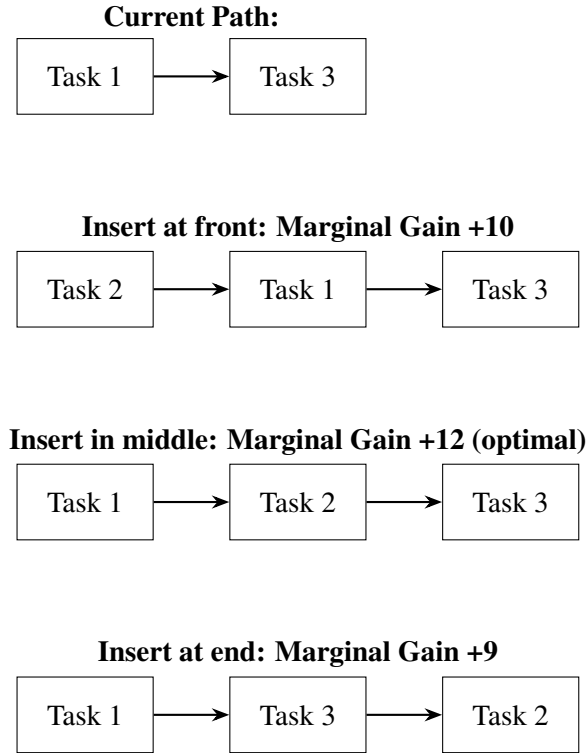 Current Path:
Task 1 Task 3
Insert at front: Marginal Gain +10
Task 2 Task 1 Task 3
Insert in middle: Marginal Gain +12 (optimal)
Task 1 Task 2 Task 3
Insert at end: Marginal Gain +9
Task 1 Task 3 Task 2